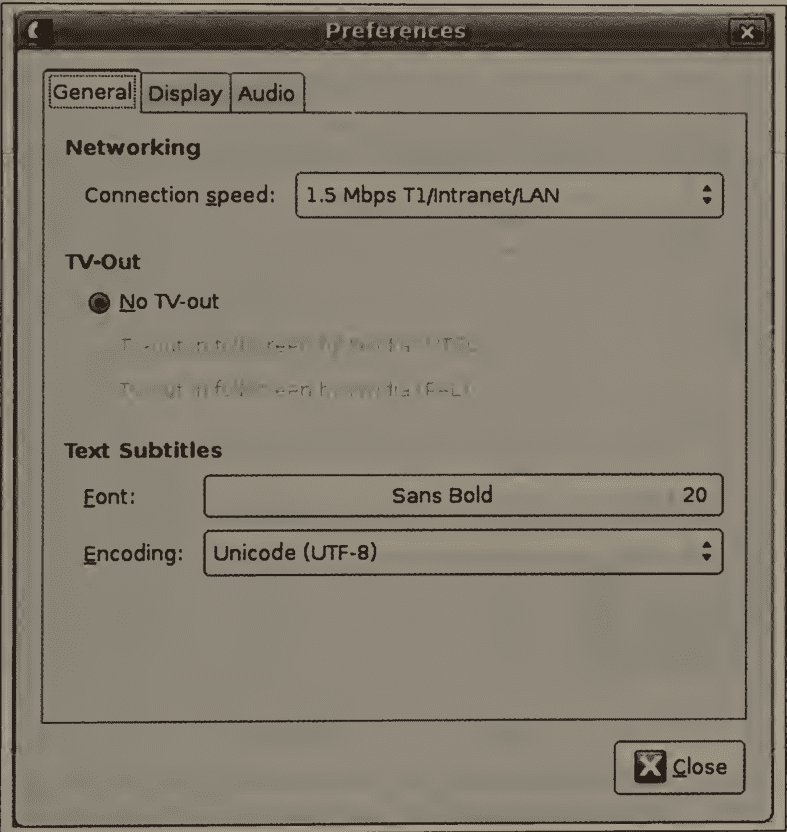 Preferences
General Display Audio
Networking
Connection speed: 1.5 Mbps T1/Intranet/LAN
TV-Out
No TV-out
Text Subtitles
Font: Sans Bold 20
Encoding: Unicode (UTF-8)
Close